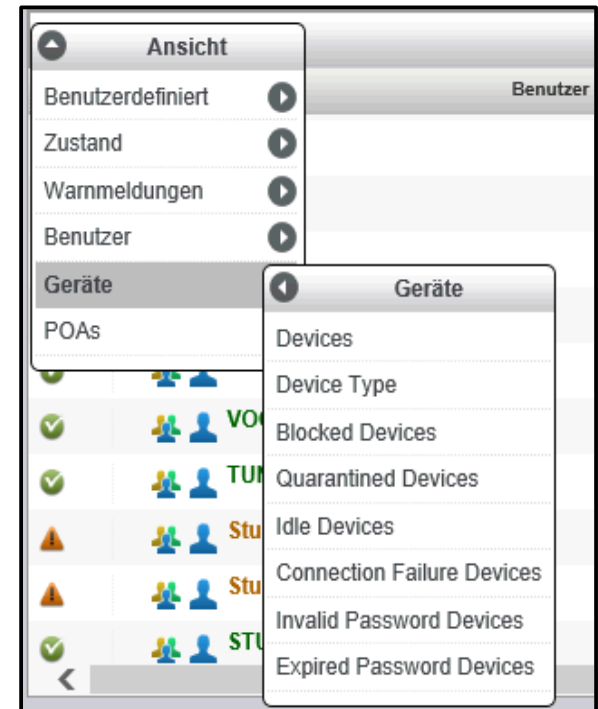 Ansicht
Benutzer
Benutzerdefiniert
Zustand
Warnmeldungen
Benutzer
Geräte
POAs
Geräte
Devices
Device Type
Blocked Devices
Quarantined Devices
Idle Devices
Connection Failure Devices
Invalid Password Devices
Expired Password Devices